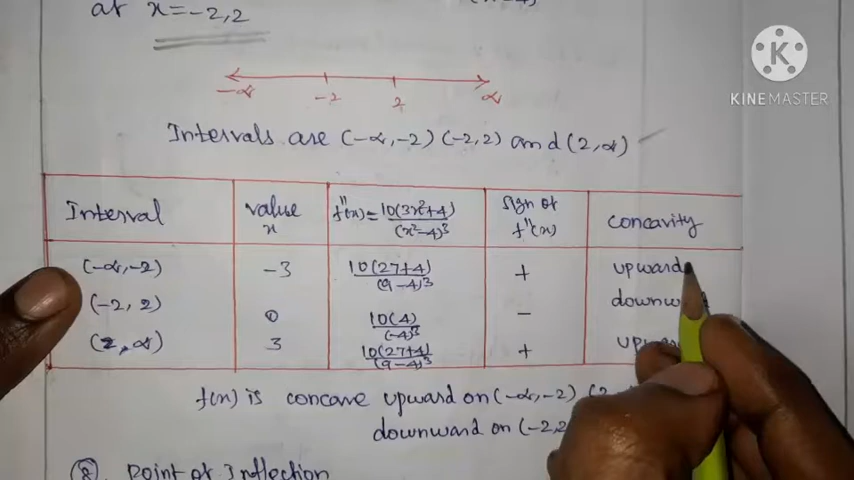 at x=-2,2
-∝ -2 2 ∝
Intervals are (-∝,-2) (-2,2) and (2,∝)
Interval value x f"(x)=10(3x²+4)/(x²-4)³ sign of f"(x) concavity
(-∝,-2) -3 10(27+4)/(9-4)³ + upward
(-2, 2) 0 10(4)/(-4)³ -
(2,∝) 3 10(27+4)/(9-4)³ +
f(x) is concave upward on (-∝,-2)
downward on (-2,2
⑧ Point of Inflection
K
KINEMASTER